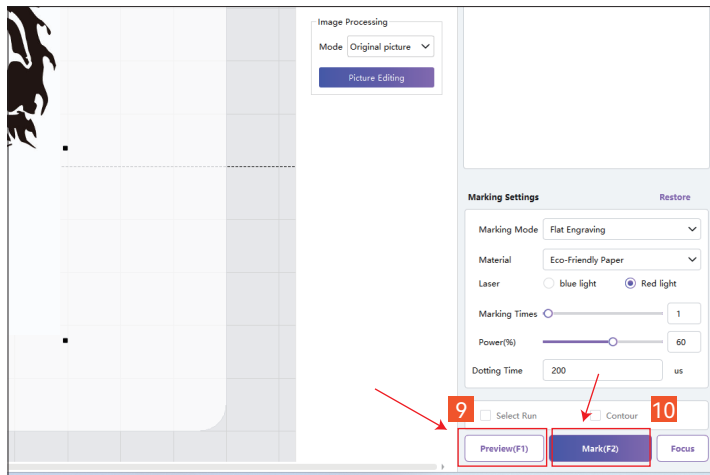 Image Processing
Mode Original picture
Picture Editing
Marking Settings Restore
Marking Mode Flat Engraving
Material Eco-Friendly Paper
Laser blue light Red light
Marking Times 1
Power(%) 60
Dotting Time 200 us
9 Select Run Contour 10
Preview(F1) Mark(F2) Focus